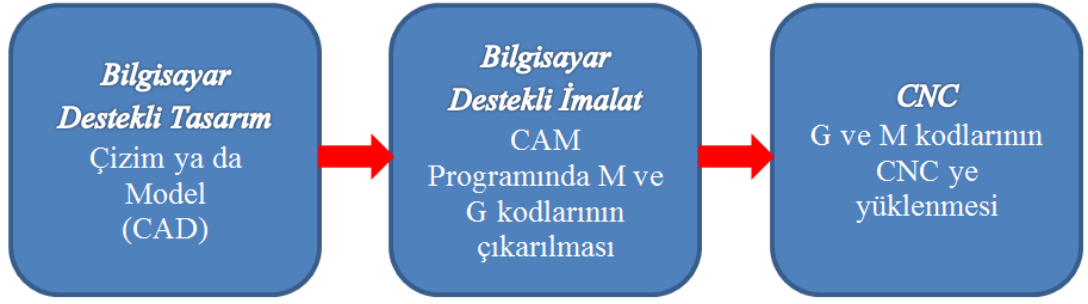 Bilgisayar
Destekli Tasarım
Çizim ya da
Model
(CAD)
Bilgisayar
Destekli İmalat
CAM
Programında M ve
G kodlarının
çıkarılması
CNC
G ve M kodlarının
CNC ye
yüklenmesi